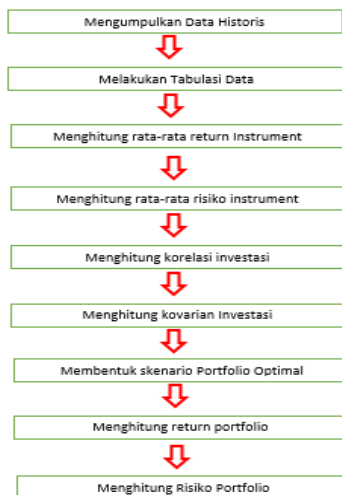 Mengumpulkan Data Historis
Melakukan Tabulasi Data
Menghitung rata-rata return Instrument
Menghitung rata-rata risiko instrument
Menghitung korelasi investasi
Menghitung kovarian Investasi
Membentuk skenario Portfolio Optimal
Menghitung return portfolio
Menghitung Risiko Portfolio